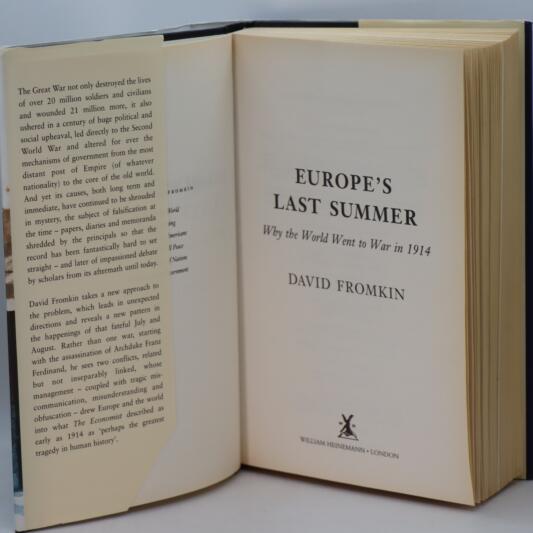 The Great War not only destroyed the lives
of over 20 million soldiers and civilians
and wounded 21 million more, it also
ushered in a century of huge political and
social upheaval, led directly to the Second
World War and altered for ever the
mechanisms of government from the most
distant post of Empire (of whatever
nationality) to the core of the old world.
And yet its causes, both long term and
immediate, have continued to be shrouded
in mystery, the subject of falsification at
the time – papers, diaries and memoranda
shredded by the principals so that the
record has been fantastically hard to set
straight – and later of impassioned debate
by scholars from its aftermath until today.
David Fromkin takes a new approach to
the problem, which leads in unexpected
directions and reveals a new pattern in
the happenings of that fateful July and
August. Rather than one war, starting
with the assassination of Archduke Franz
Ferdinand, he sees two conflicts, related
but not inseparably linked, whose
management – coupled with tragic mis-
communication, misunderstanding and
obfuscation – drew Europe and the world
into what The Economist described as
early as 1914 as 'perhaps the greatest
tragedy in human history'.
FROMKIN
World
Peace
Nations
EUROPE'S
LAST SUMMER
Why the World Went to War in 1914
DAVID FROMKIN
WILLIAM HEINEMANN • LONDON